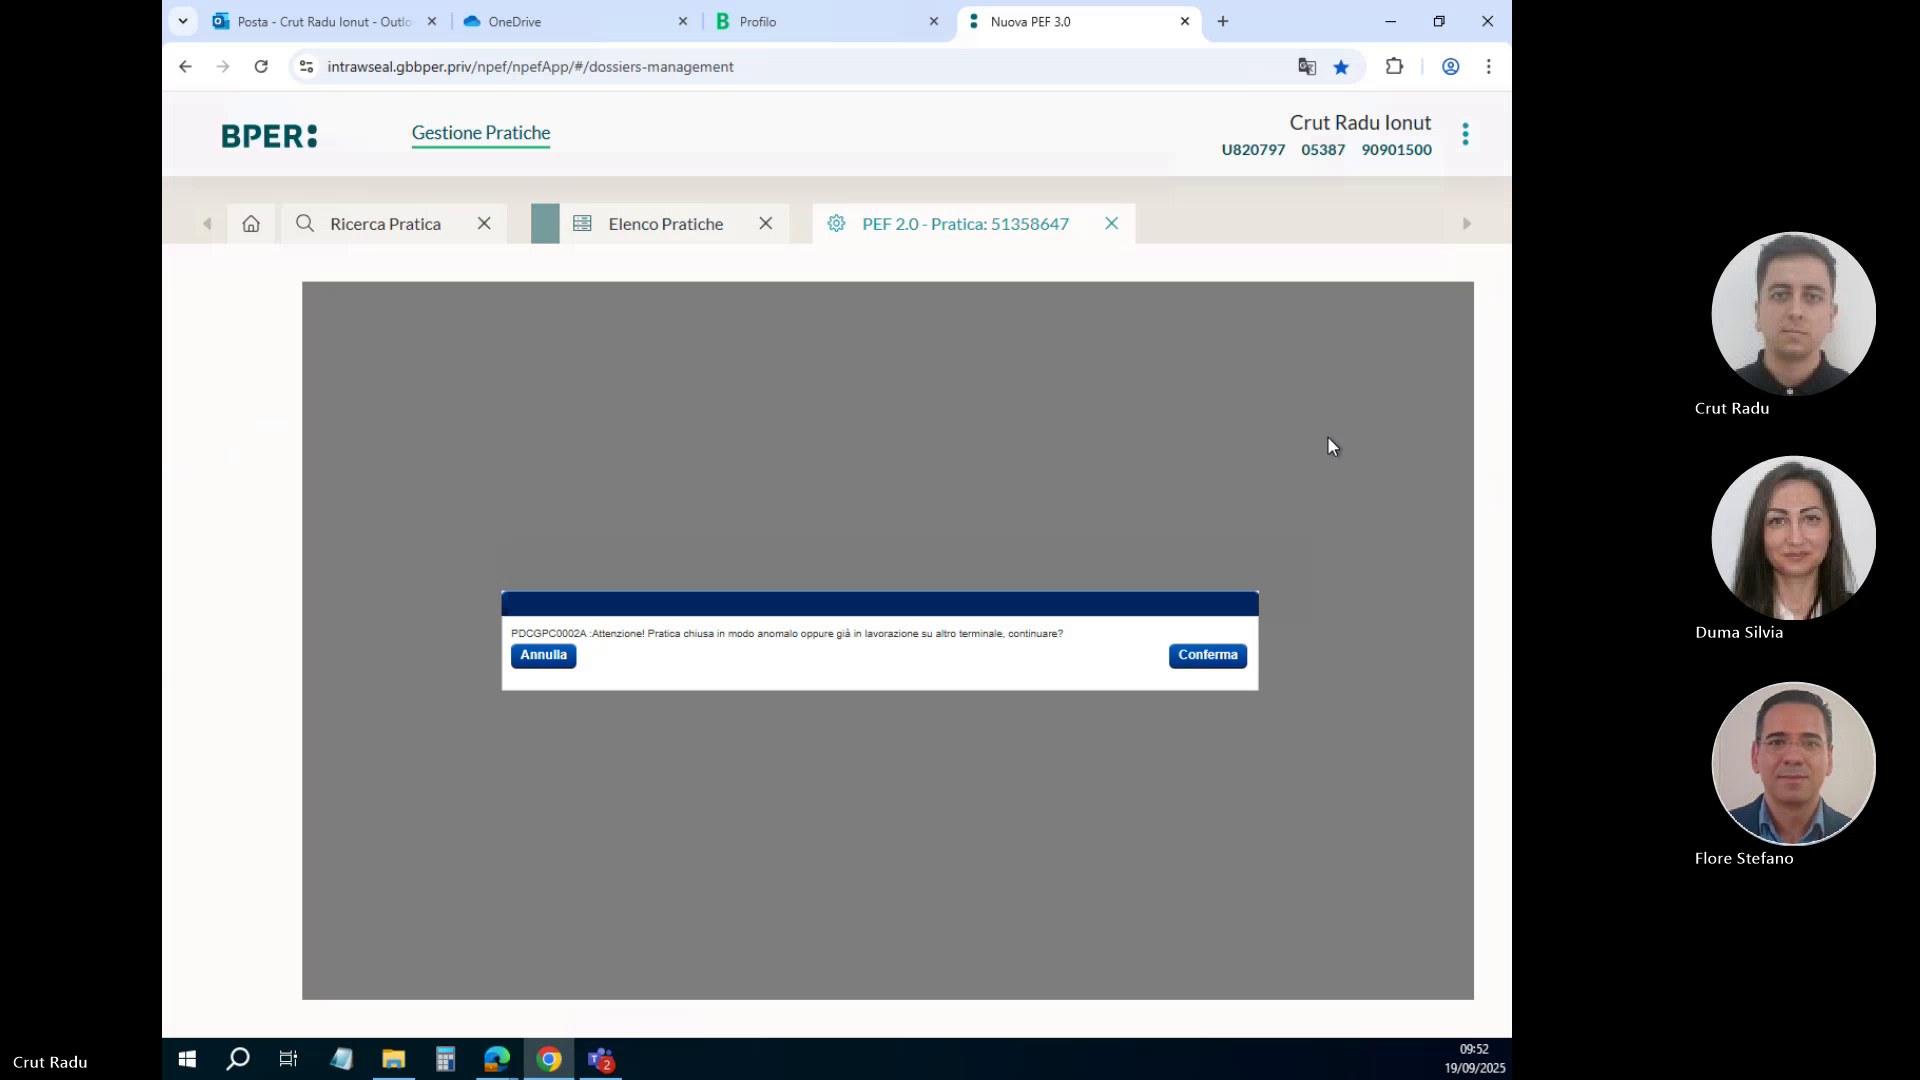 Posta - Crut Radu Ionut - Outlo
OneDrive
Profilo
Nuova PEF 3.0
intrawseal.gbbper.priv/npef/npefApp/#/dossiers-management
BPER:
Gestione Pratiche
Crut Radu Ionut
U820797 05387 90901500
Ricerca Pratica
Elenco Pratiche
PEF 2.0 - Pratica: 51358647
PDCGPC0002A :Attenzione! Pratica chiusa in modo anomalo oppure già in lavorazione su altro terminale, continuare?
Annulla
Conferma
Crut Radu
Duma Silvia
Flore Stefano
2
09:52
19/09/2025
Crut Radu